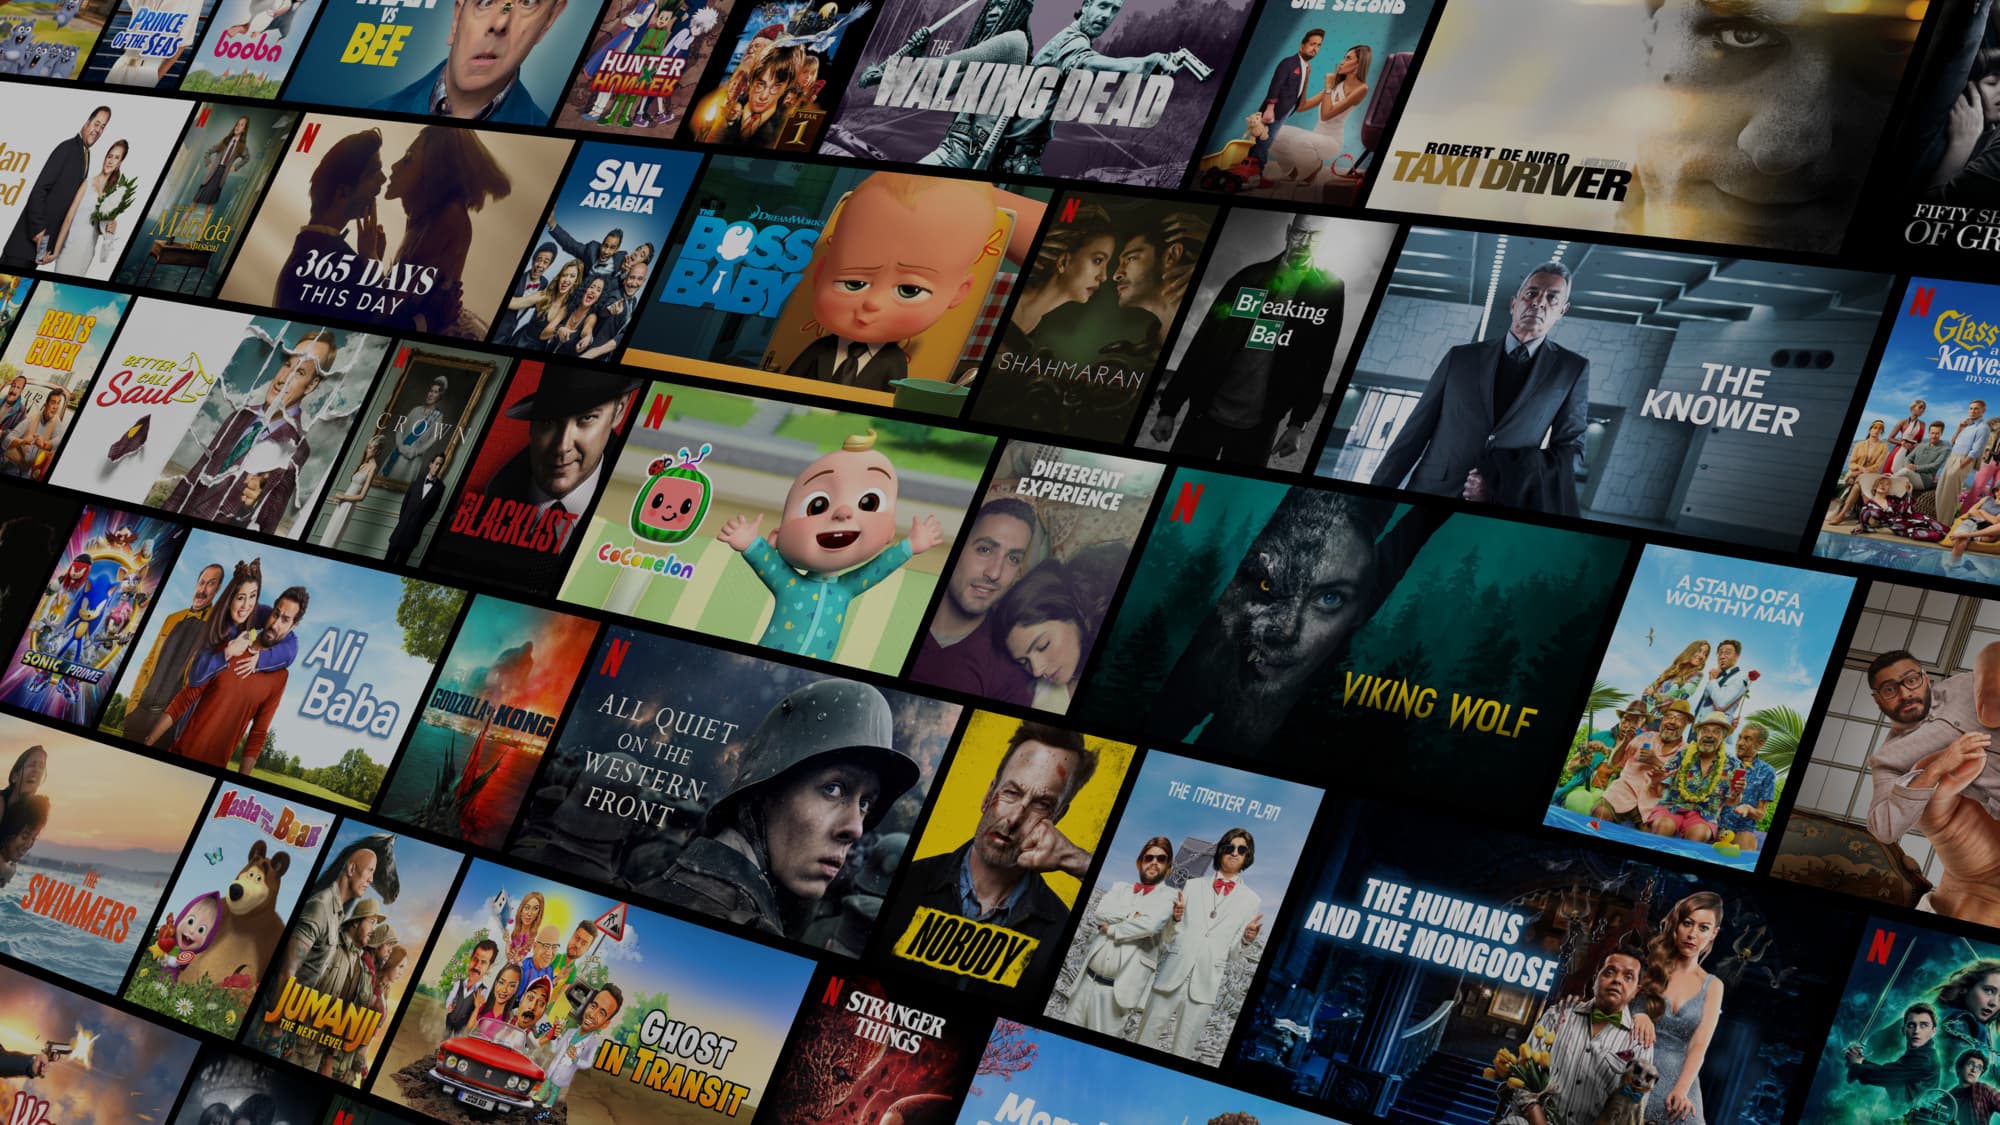 PRINCE
OF THE SEAS
booba
VS
BEE
HUNTER
HUNTER
YEAR
1
THE
WALKING DEAD
ONE SECOND
ROBERT DE NIRO
TAXI DRIVER
FIFTY
OF
N
Matilda
Musical
N
365 DAYS
THIS DAY
SNL
ARABIA
DREAMWORKS
THE
BOSS
BABY
N
SHAHMARAN
Breaking
Bad
THE
KNOWER
N
Glass
Knives
REDA'S
CLOCK
BETTER
CALL
Saul
N
CROWN
THE
BLACKLIST
N
CoComelon
DIFFERENT
EXPERIENCE
N
VIKING WOLF
A STAND OF A
WORTHY MAN
N
SONIC PRIME
Ali
Baba
GODZILLA
KONG
N
ALL QUIET
ON THE
WESTERN
FRONT
NOBODY
THE MASTER PLAN
THE HUMANS
AND THE MONGOOSE
N
THE
SWIMMERS
Masha and
The Bear
JUMANJI
THE NEXT LEVEL
GHOST
IN TRANSIT
N
STRANGER
THINGS
N